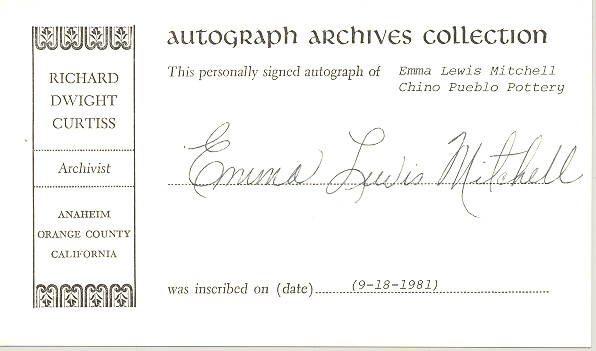 RICHARD
DWIGHT
CURTISS
Archivist
ANAHEIM
ORANGE COUNTY
CALIFORNIA
AUTOGRAPH ARCHIVES COLLECTION
This personally signed autograph of Emma Lewis Mitchell
Chino Pueblo Pottery
Emma Lewis Mitchell
was inscribed on (date) (9-18-1981)